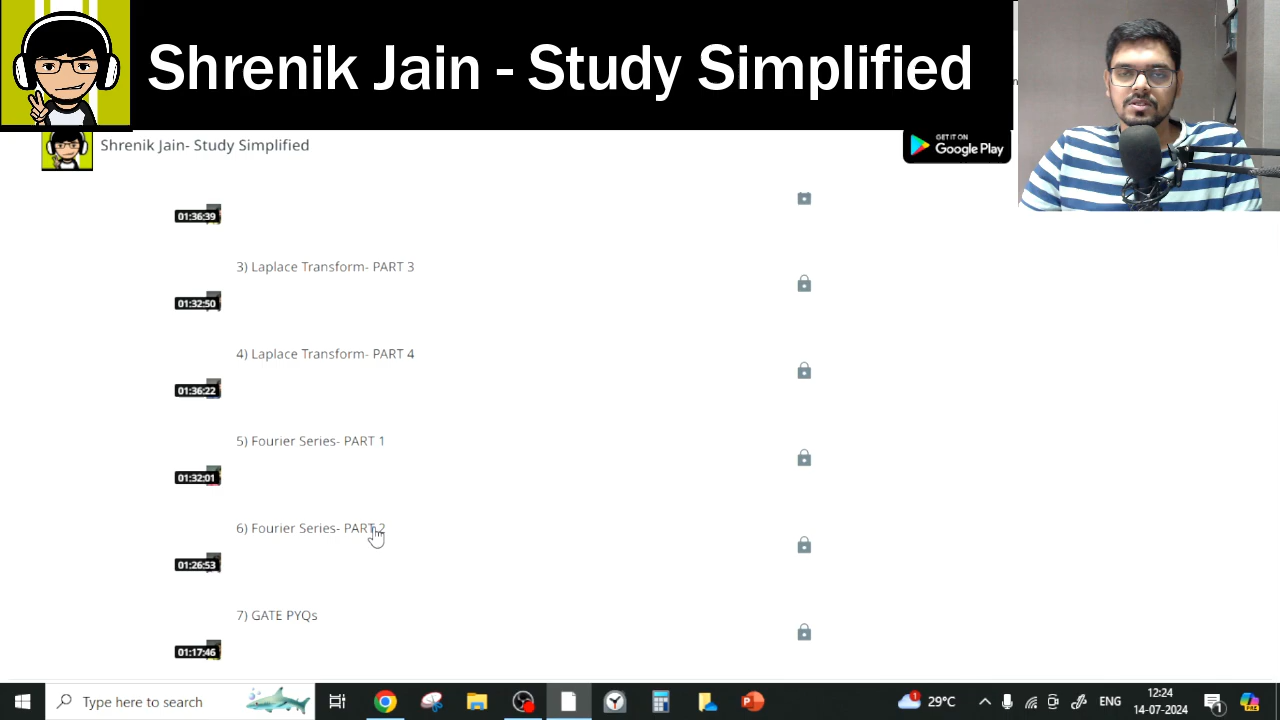 Shrenik Jain - Study Simplified
Shrenik Jain- Study Simplified
GET IT ON
Google Play
01:36:39
3) Laplace Transform- PART 3
01:32:50
4) Laplace Transform- PART 4
01:36:22
5) Fourier Series- PART 1
01:32:01
6) Fourier Series- PART 2
01:26:53
7) GATE PYQs
01:17:46
Type here to search
1
29°C
ENG
12:24
14-07-2024
1